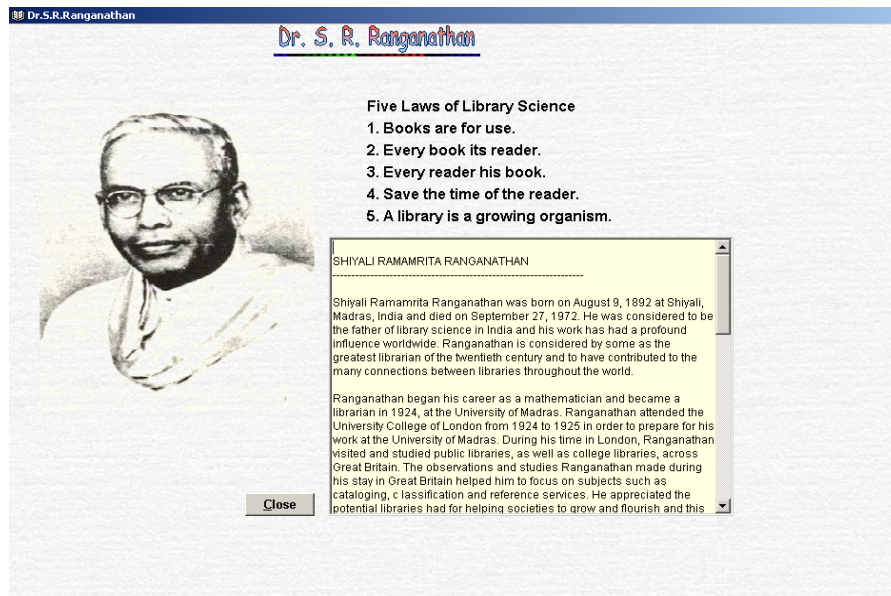 Dr.S.R.Ranganathan
Dr. S. R. Ranganathan
Five Laws of Library Science
1. Books are for use.
2. Every book its reader.
3. Every reader his book.
4. Save the time of the reader.
5. A library is a growing organism.
SHIYALI RAMAMRITA RANGANATHAN
-----------------------------------------------------------------
Shiyali Ramamrita Ranganathan was born on August 9, 1892 at Shiyali,
Madras, India and died on September 27, 1972. He was considered to be
the father of library science in India and his work has had a profound
influence worldwide. Ranganathan is considered by some as the
greatest librarian of the twentieth century and to have contributed to the
many connections between libraries throughout the world.
Ranganathan began his career as a mathematician and became a
librarian in 1924, at the University of Madras. Ranganathan attended the
University College of London from 1924 to 1925 in order to prepare for his
work at the University of Madras. During his time in London, Ranganathan
visited and studied public libraries, as well as college libraries, across
Great Britain. The observations and studies Ranganathan made during
his stay in Great Britain helped him to focus on subjects such as
cataloging, c lassification and reference services. He appreciated the
potential libraries had for helping societies to grow and flourish and this
Close